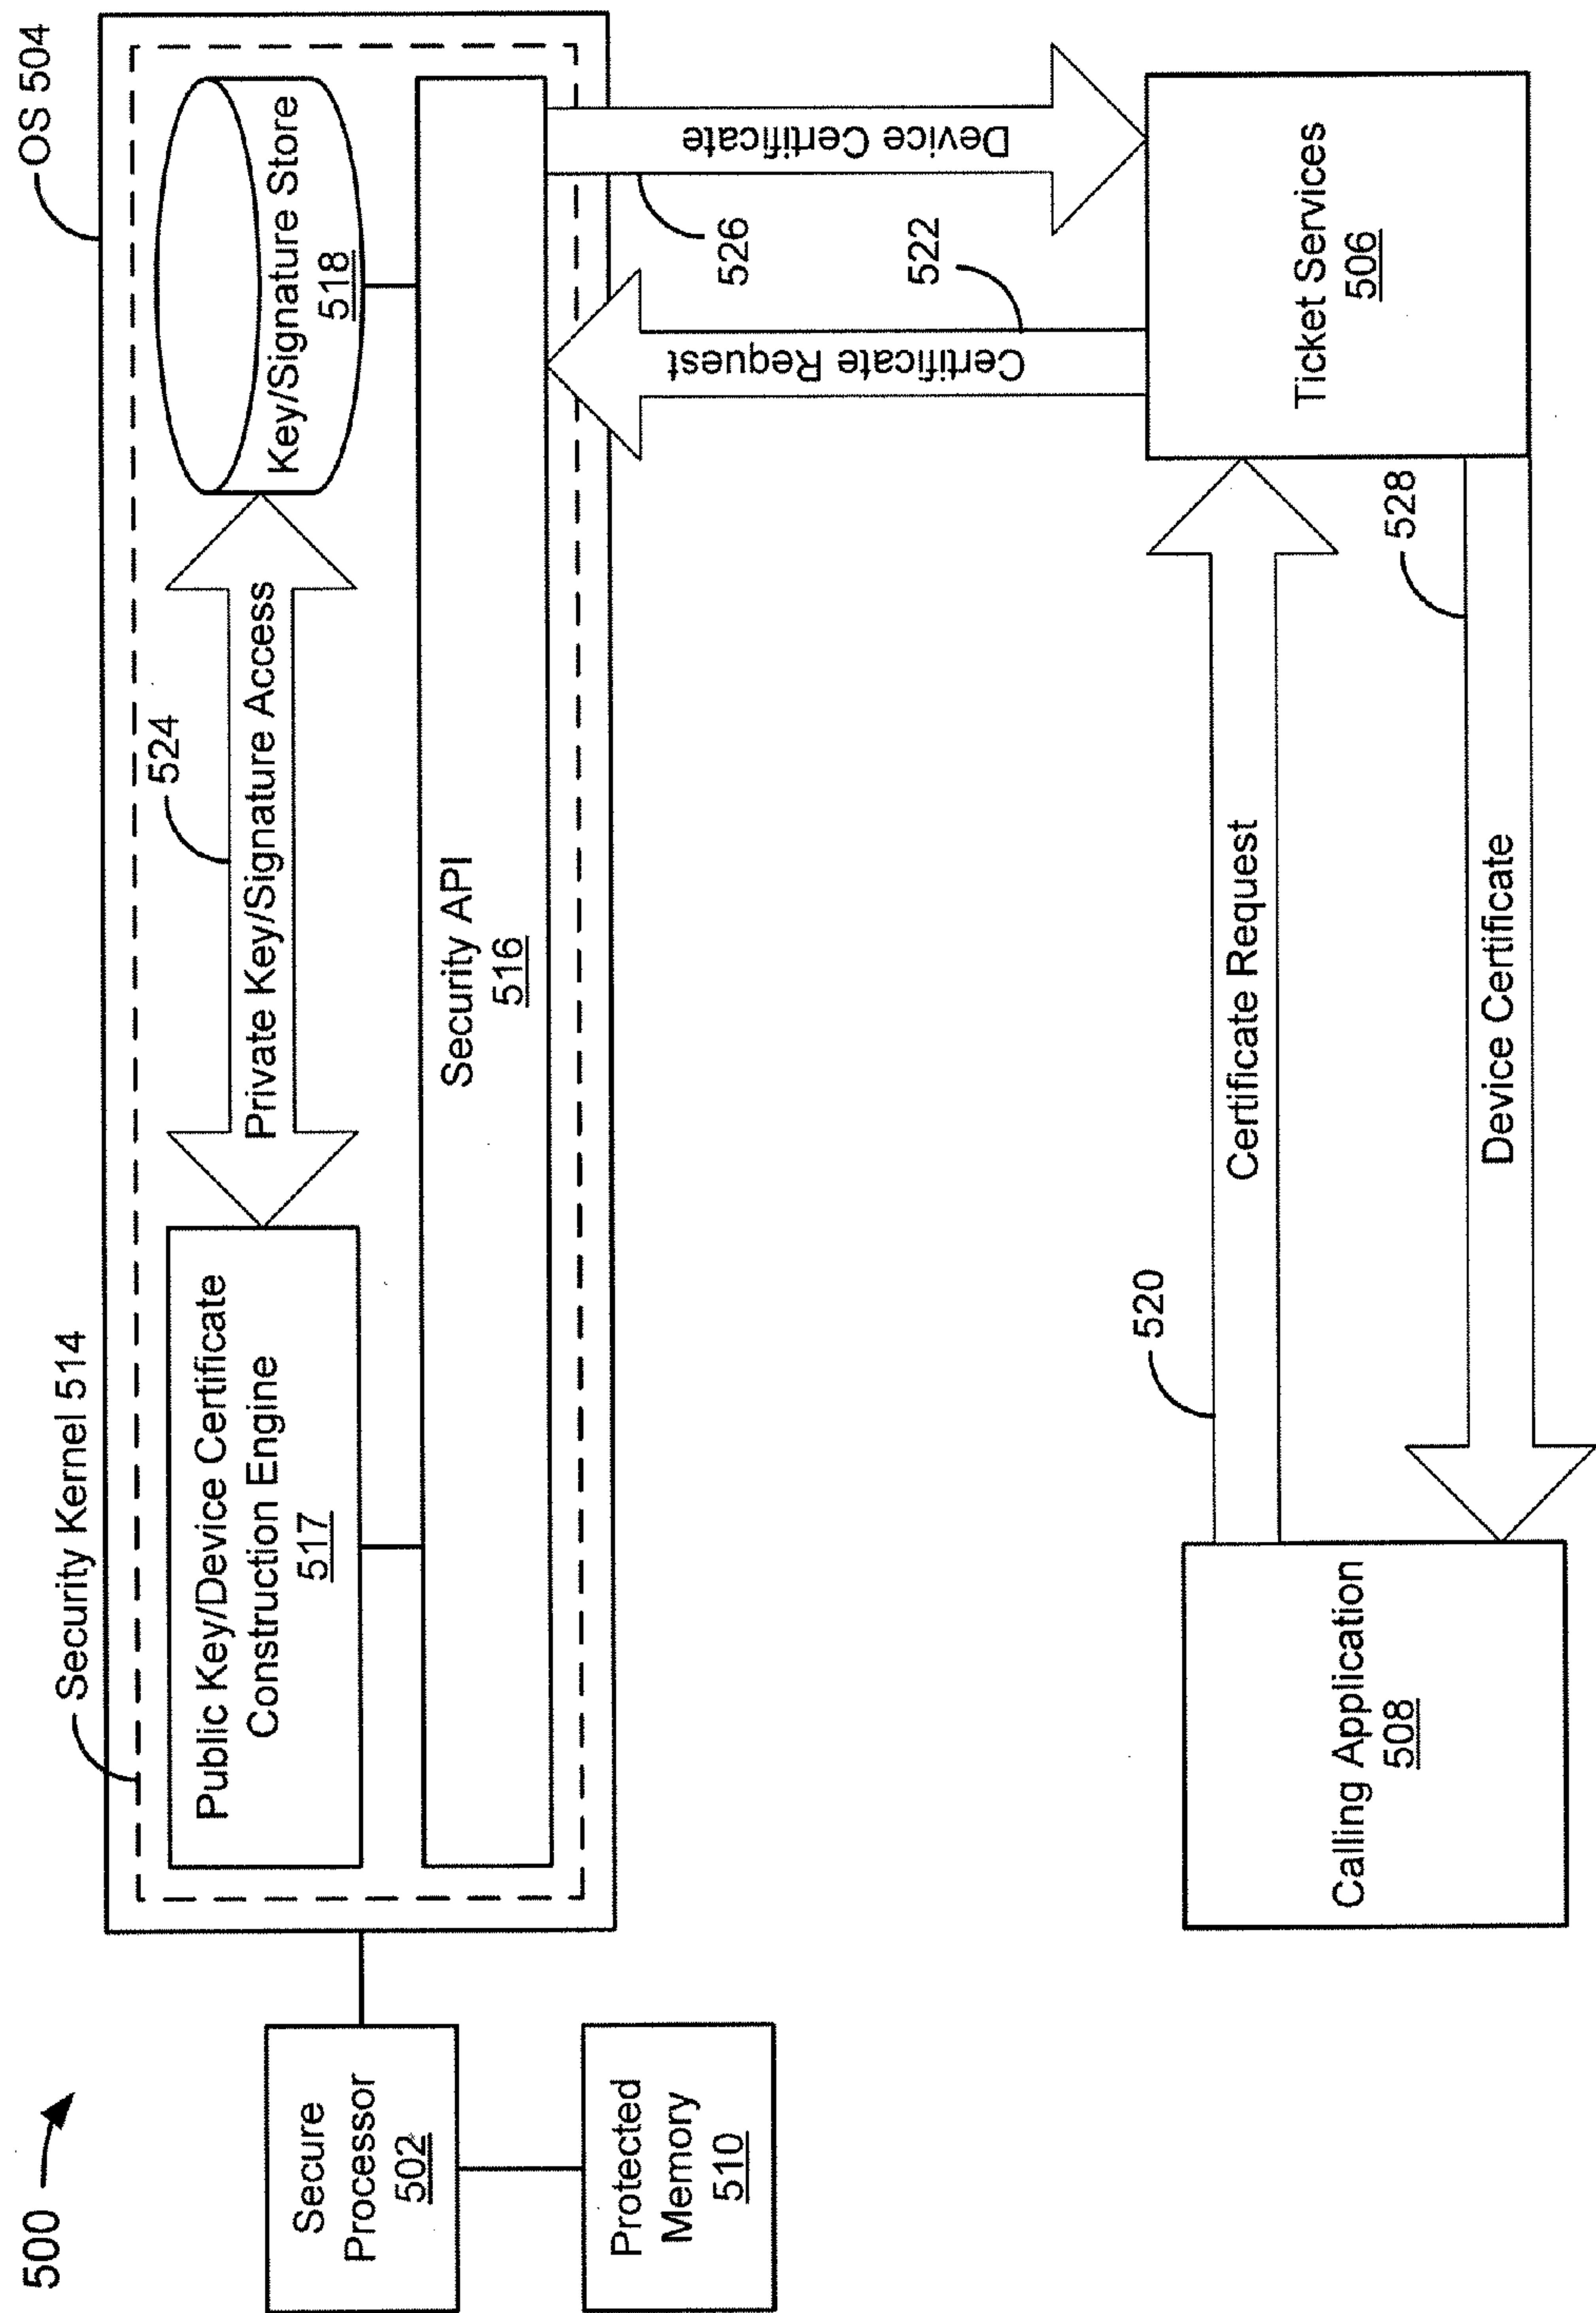 500
OS 504
Security Kernel 514
Public Key/Device Certificate
Construction Engine
517
524
Private Key/Signature Access
Key/Signature Store
518
Security API
516
Secure
Processor
502
Protected
Memory
510
526
Device Certificate
522
Certificate Request
520
Certificate Request
528
Device Certificate
Calling Application
508
Ticket Services
506